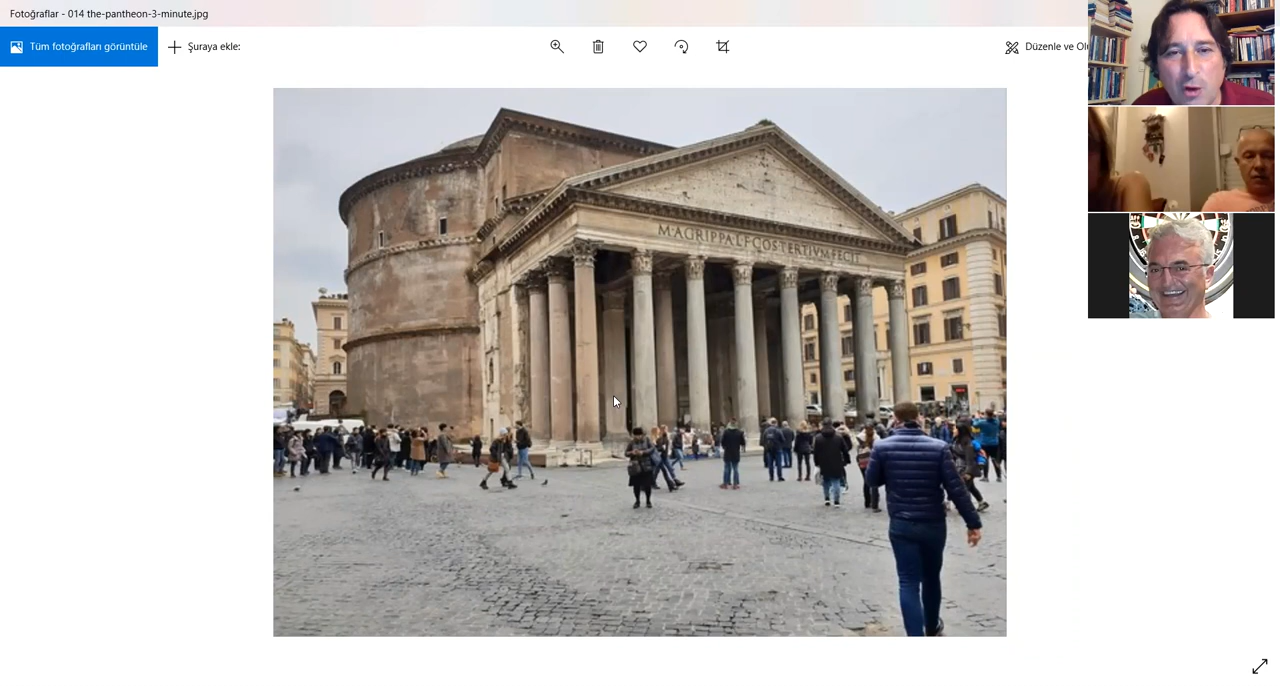 Fotoğraflar - 014 the-pantheon-3-minute.jpg
Tüm fotoğrafları görüntüle
Şuraya ekle:
Düzenle ve Ol
M·AGRIPPA·L·F·COS·TERTIVM·FECIT